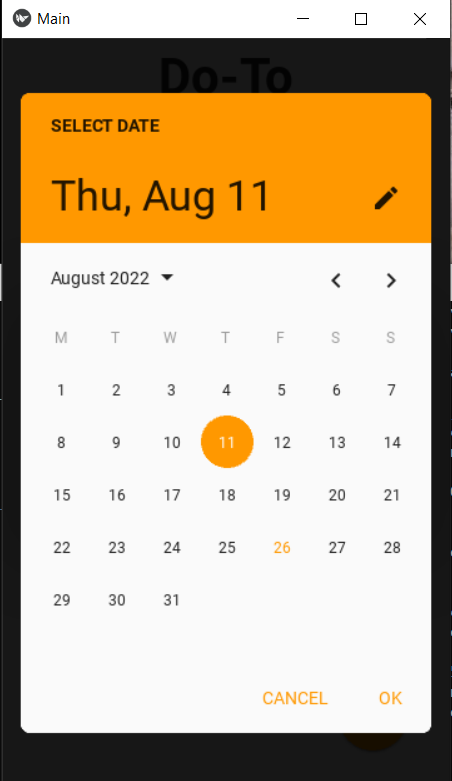 Main
Do-To
SELECT DATE
Thu, Aug 11
August 2022
M T W T F S S
1 2 3 4 5 6 7
8 9 10 11 12 13 14
15 16 17 18 19 20 21
22 23 24 25 26 27 28
29 30 31
CANCEL OK